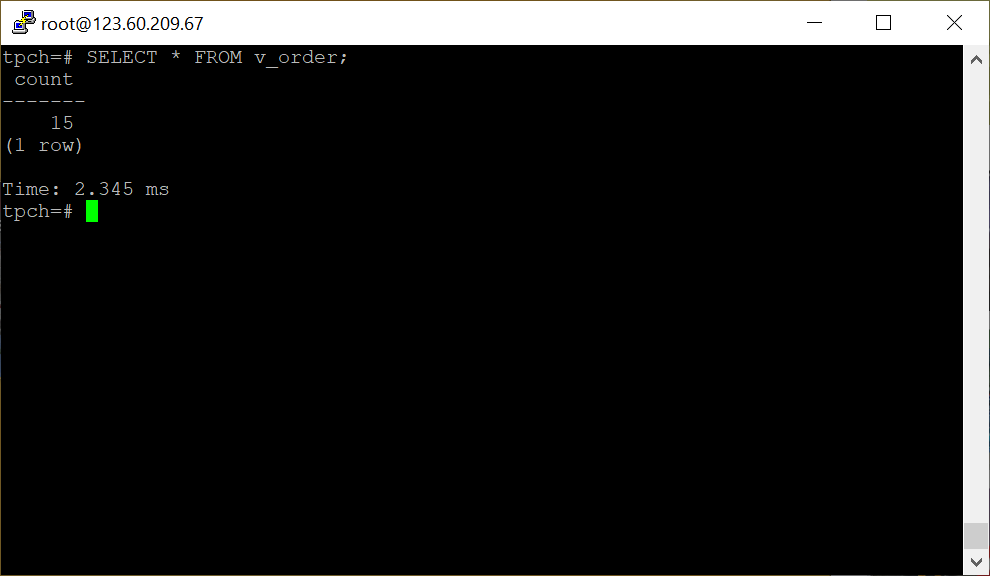 root@123.60.209.67
tpch=# SELECT * FROM v_order;
 count
-------
    15
(1 row)

Time: 2.345 ms
tpch=#